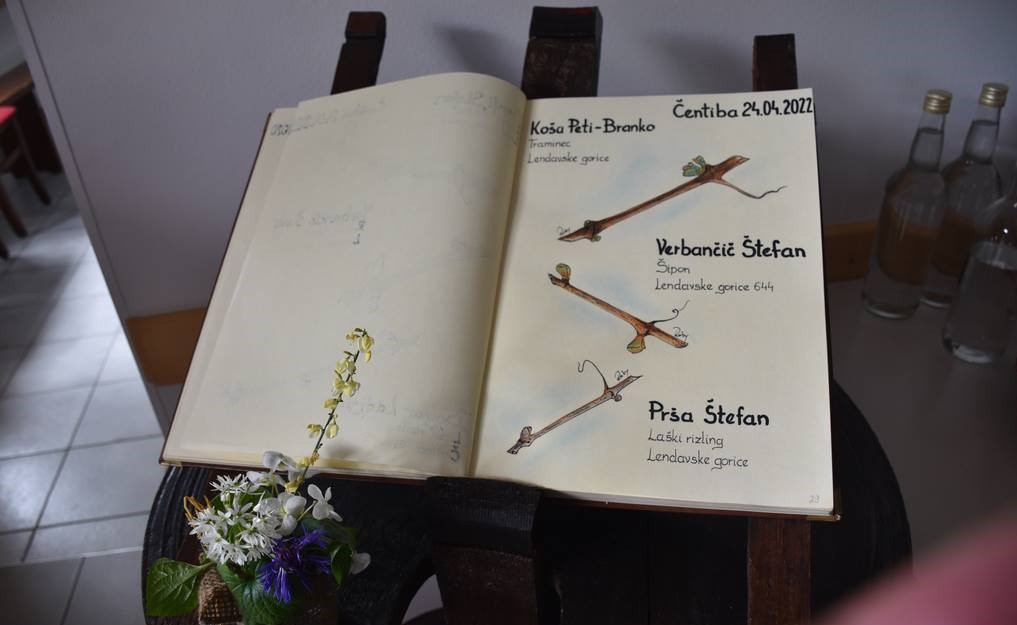 Čentiba 24.04.2022
Koša Peti-Branko
Traminec
Lendavske gorice
Verbančič Štefan
Šipon
Lendavske gorice 644
Prša Štefan
Laški rizling
Lendavske gorice
29